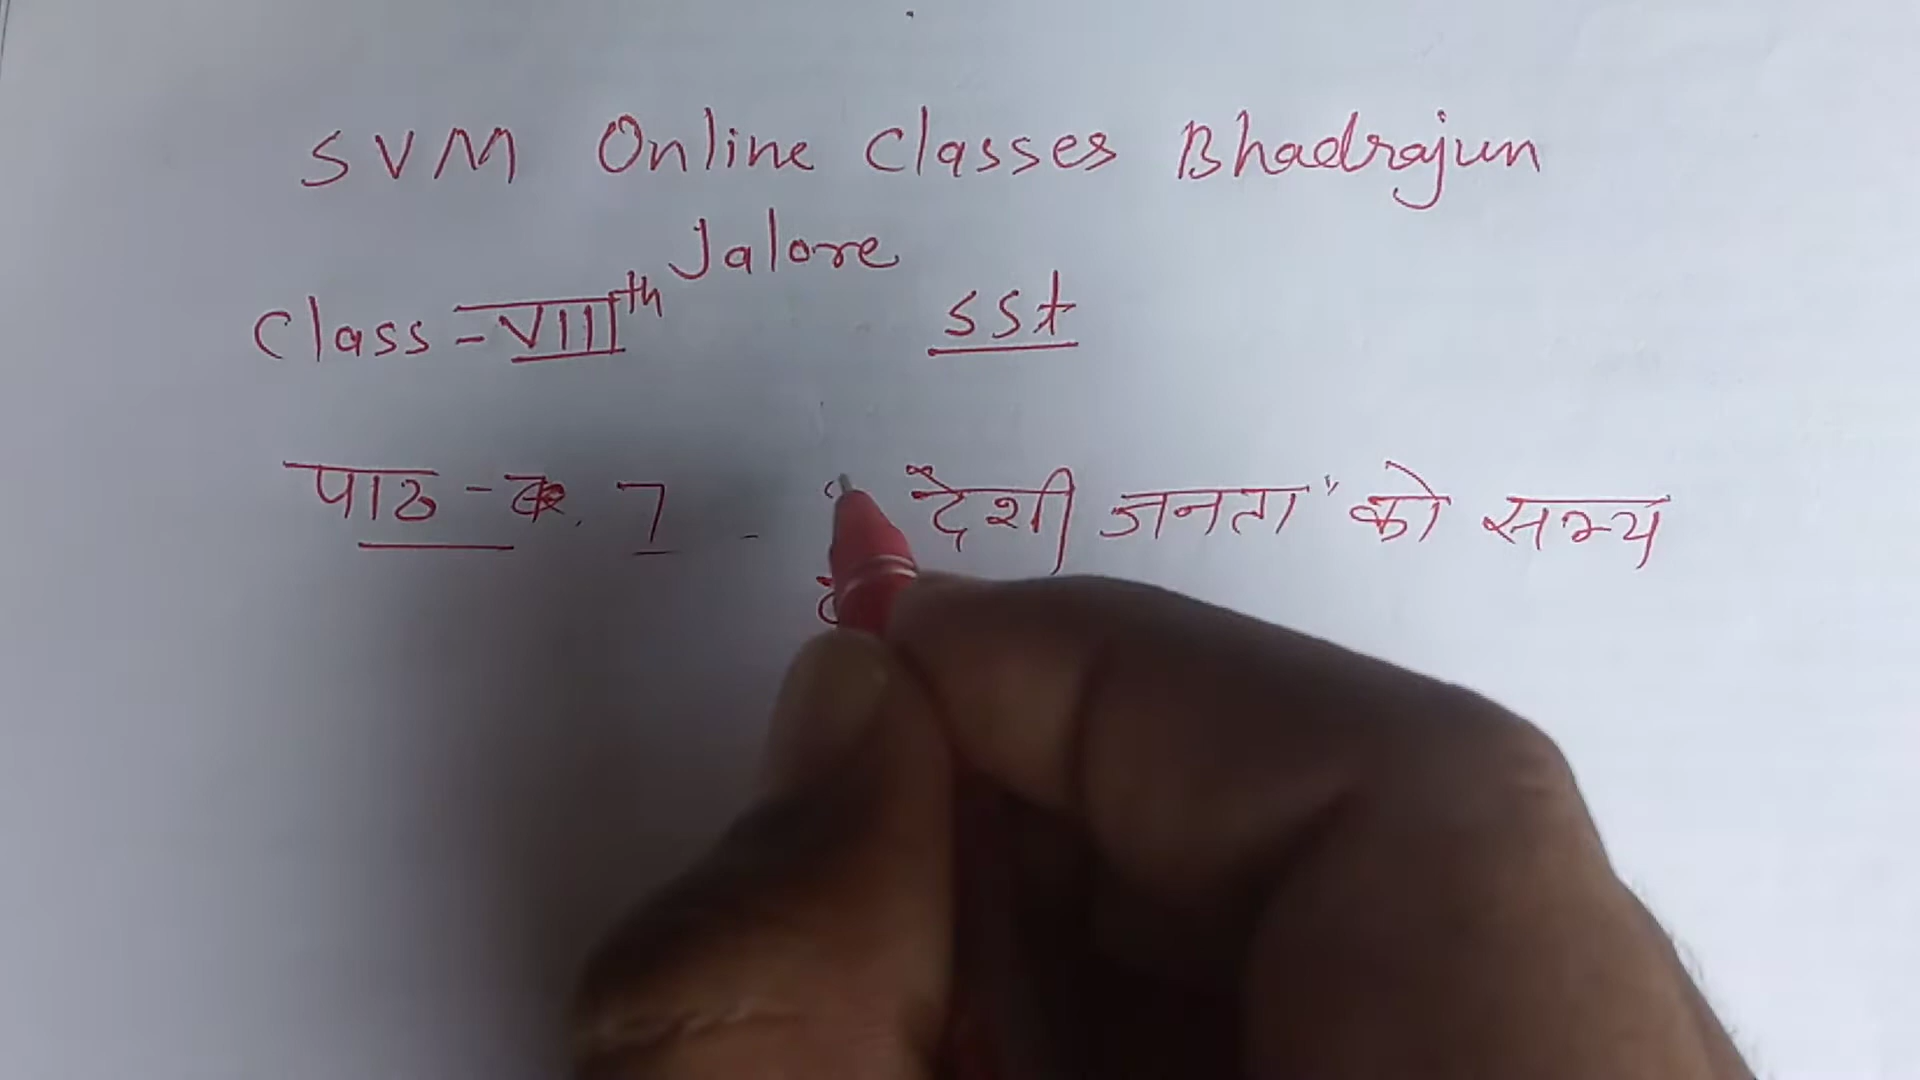 SVM Online Classes Bhadrajun
Jalore
Class - VIIIth SSt
पाठ - क्र. 7 - "देशी जनता" को सभ्य